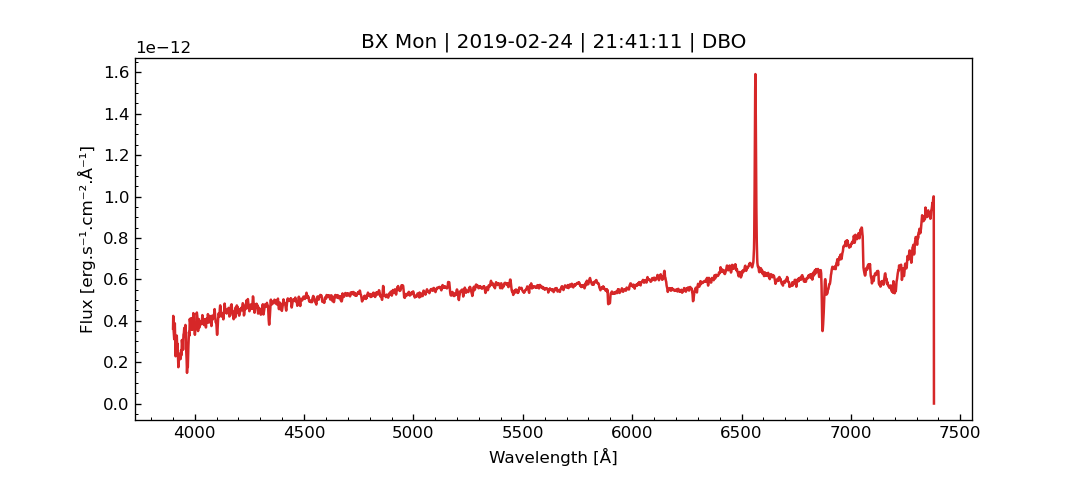 BX Mon | 2019-02-24 | 21:41:11 | DBO
1e−12
1.6
1.4
1.2
1.0
0.8
0.6
0.4
0.2
0.0
Flux [erg.s⁻¹.cm⁻².Å⁻¹]
4000 4500 5000 5500 6000 6500 7000 7500
Wavelength [Å]